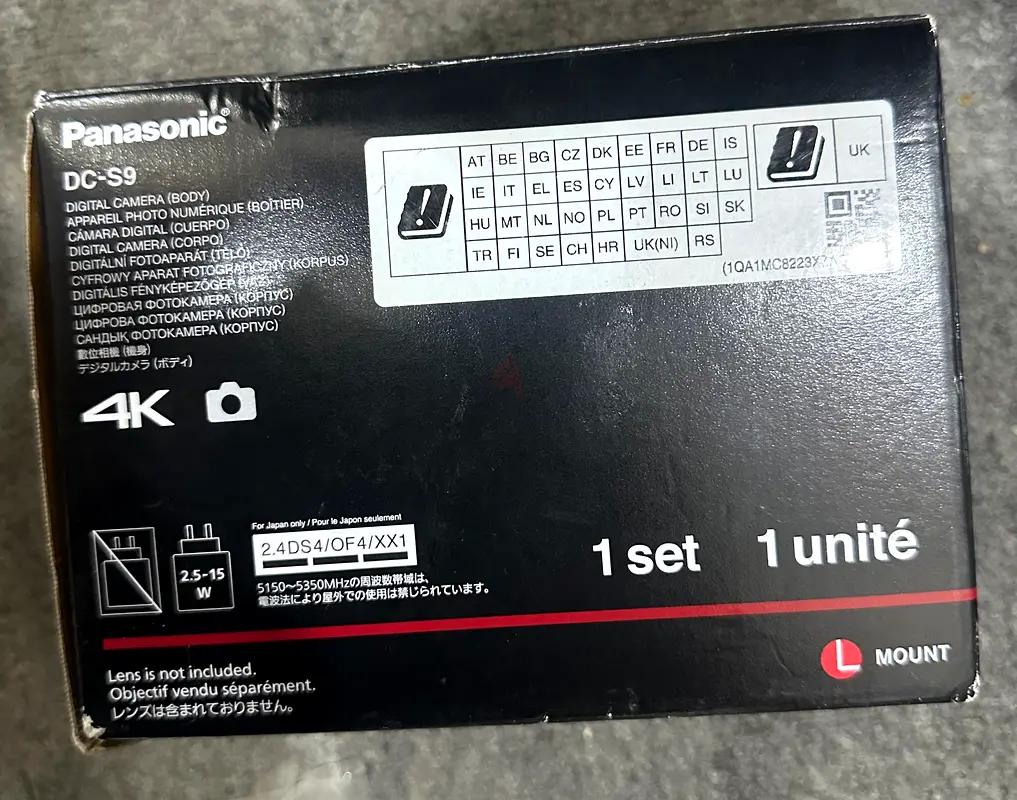 Panasonic®
DC-S9
DIGITAL CAMERA (BODY)
APPAREIL PHOTO NUMÉRIQUE (BOÎTIER)
CÁMARA DIGITAL (CUERPO)
DIGITAL CAMERA (CORPO)
DIGITÁLNÍ FOTOAPARÁT (TĚLO)
CYFROWY APARAT FOTOGRAFICZNY (KORPUS)
DIGITÁLIS FÉNYKÉPEZŐGÉP (VÁZ)
ЦИФРОВАЯ ФОТОКАМЕРА (КОРПУС)
ЦИФРОВА ФОТОКАМЕРА (КОРПУС)
САНДЫҚ ФОТОКАМЕРА (КОРПУС)
數位相機 (機身)
デジタルカメラ (ボディ)
4K
AT BE BG CZ DK EE FR DE IS
IE IT EL ES CY LV LI LT LU
HU MT NL NO PL PT RO SI SK
TR FI SE CH HR UK(NI) RS
UK
2.5-15
W
For Japan only / Pour le Japon seulement
2.4DS4/OF4/XX1
5150～5350MHzの周波数帯域は、
電波法により屋外での使用は禁じられています。
1 set 1 unité
Lens is not included.
Objectif vendu séparément.
レンズは含まれておりません。
L MOUNT